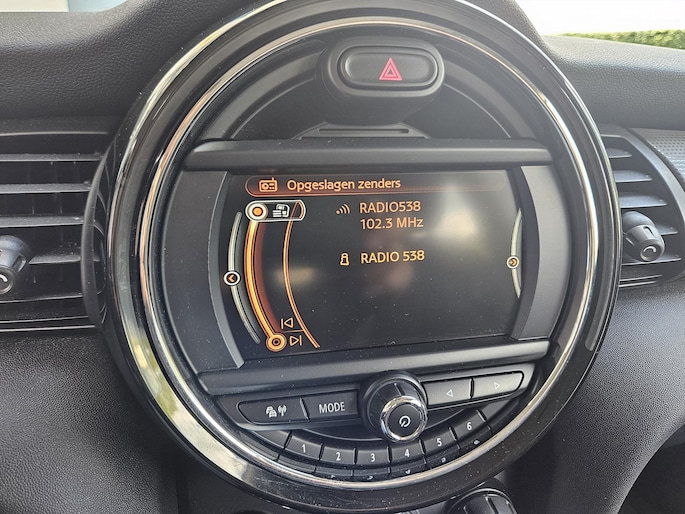 Opgeslagen zenders
RADIO538
102.3 MHz
RADIO 538
MODE
1 2 3 4 5 6